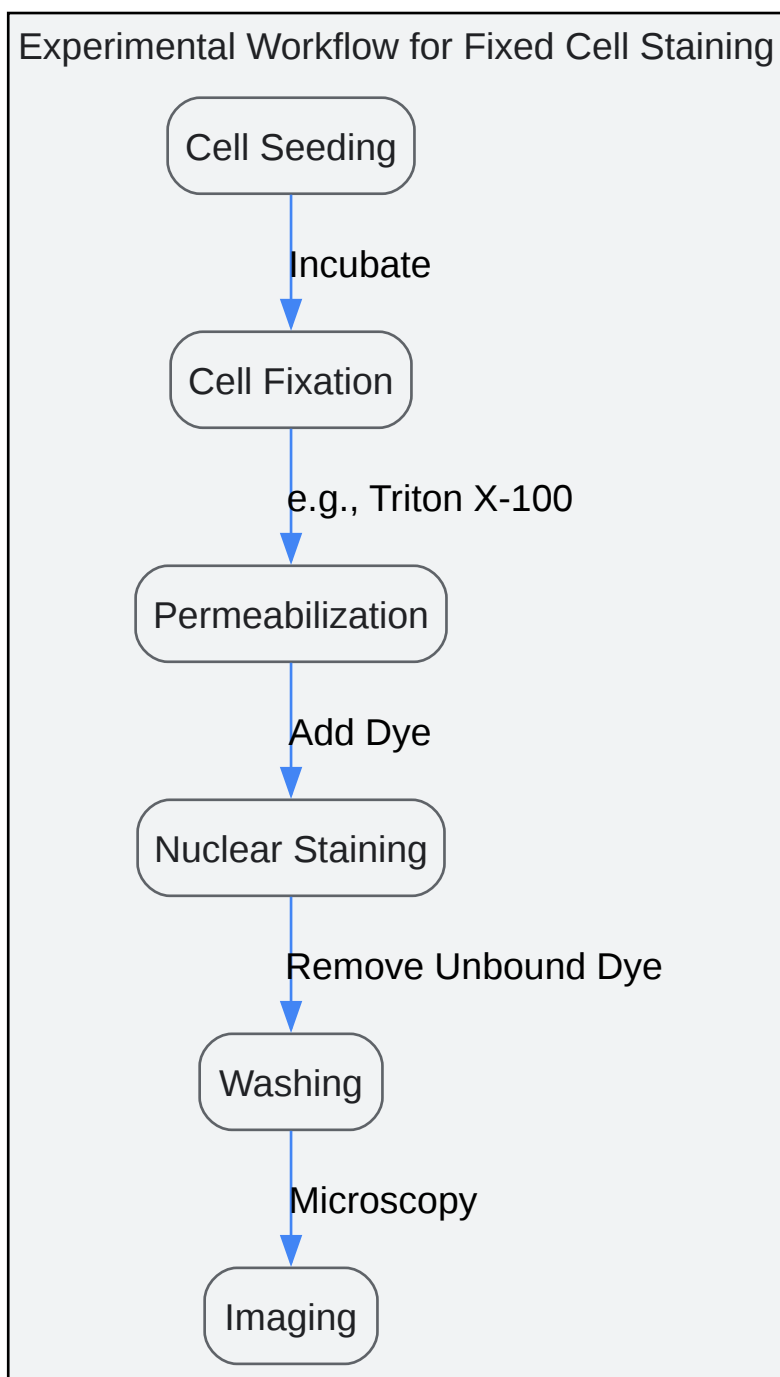 Experimental Workflow for Fixed Cell Staining
Cell Seeding
Incubate
Cell Fixation
e.g., Triton X-100
Permeabilization
Add Dye
Nuclear Staining
Remove Unbound Dye
Washing
Microscopy
Imaging